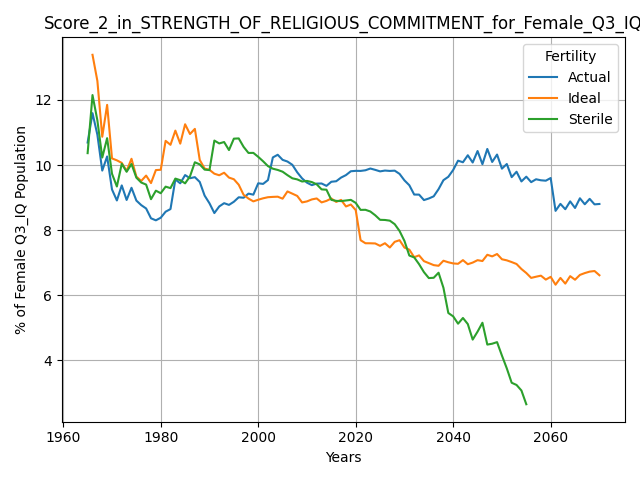 Score_2_in_STRENGTH_OF_RELIGIOUS_COMMITMENT_for_Female_Q3_IQ
Fertility
Actual
Ideal
Sterile
% of Female Q3_IQ Population
12
10
8
6
4
1960 1980 2000 2020 2040 2060
Years